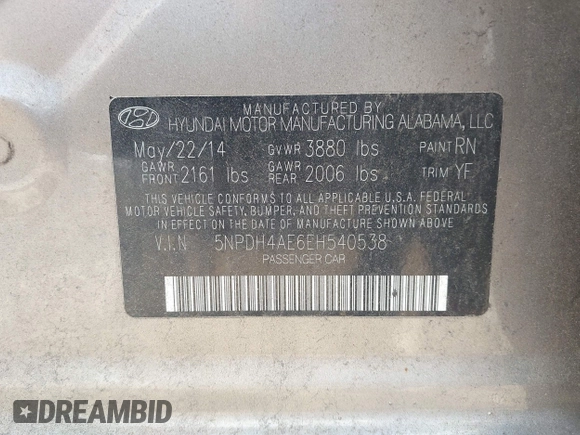 MANUFACTURED BY
HYUNDAI MOTOR MANUFACTURING ALABAMA, LLC
May/22/14 GVWR 3880 lbs PAINT RN
GAWR FRONT 2161 lbs GAWR REAR 2006 lbs TRIM YF
THIS VEHICLE CONFORMS TO ALL APPLICABLE U.S.A. FEDERAL
MOTOR VEHICLE SAFETY, BUMPER, AND THEFT PREVENTION
STANDARDS IN EFFECT ON THE DATE OF MANUFACTURE SHOWN ABOVE
V.I.N 5NPDH4AE6EH540538
PASSENGER CAR
DREAMBID